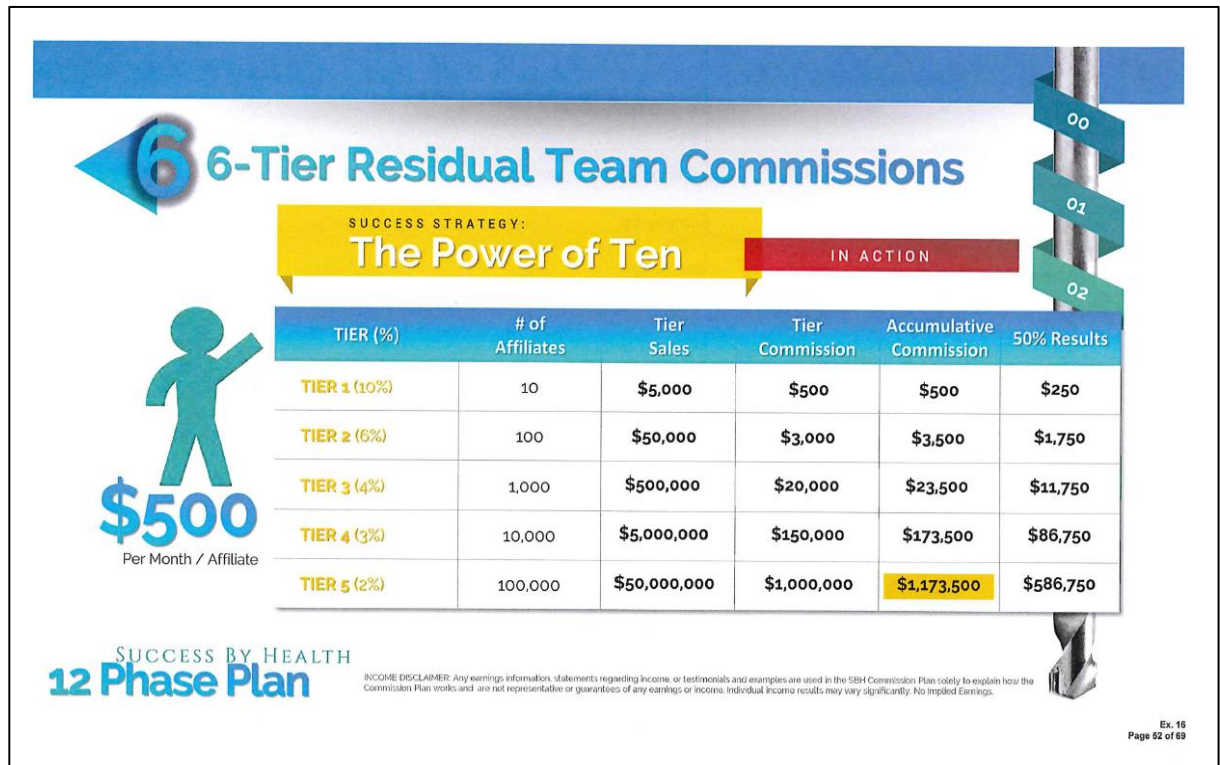 6 6-Tier Residual Team Commissions
SUCCESS STRATEGY:
The Power of Ten
IN ACTION
00
01
02
TIER (%) # of Affiliates Tier Sales Tier Commission Accumulative Commission 50% Results
TIER 1 (10%) 10 $5,000 $500 $500 $250
TIER 2 (6%) 100 $50,000 $3,000 $3,500 $1,750
TIER 3 (4%) 1,000 $500,000 $20,000 $23,500 $11,750
TIER 4 (3%) 10,000 $5,000,000 $150,000 $173,500 $86,750
TIER 5 (2%) 100,000 $50,000,000 $1,000,000 $1,173,500 $586,750
$500
Per Month / Affiliate
SUCCESS BY HEALTH
12 Phase Plan
INCOME DISCLAIMER: Any earnings information, statements regarding income, or testimonials and examples are used in the SBH Commission Plan solely to explain how the
Commission Plan works and are not representative or guarantees of any earnings or income. Individual income results may vary significantly. No Implied Earnings.
Ex. 16
Page 52 of 69